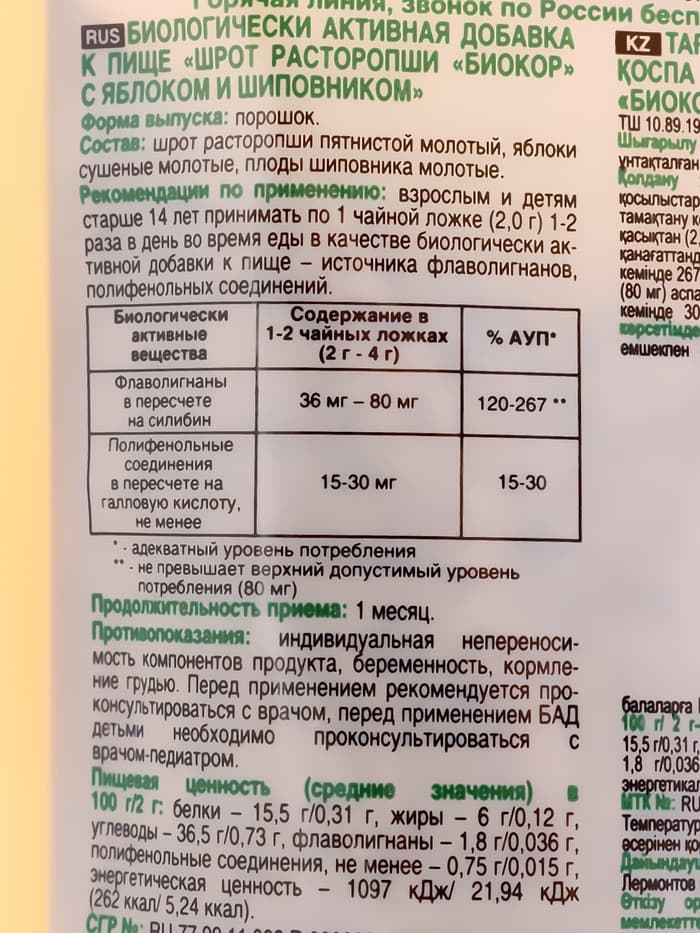 Горячая линия, звонок по России
RUS БИОЛОГИЧЕСКИ АКТИВНАЯ ДОБАВКА
К ПИЩЕ «ШРОТ РАСТОРОПШИ «БИОКОР»
С ЯБЛОКОМ И ШИПОВНИКОМ»
Форма выпуска: порошок.
Состав: шрот расторопши пятнистой молотый, яблоки
сушеные молотые, плоды шиповника молотые.
Рекомендации по применению: взрослым и детям
старше 14 лет принимать по 1 чайной ложке (2,0 г) 1-2
раза в день во время еды в качестве биологически ак-
тивной добавки к пище – источника флаволигнанов,
полифенольных соединений.
Биологически активные вещества
Содержание в 1-2 чайных ложках (2 г - 4 г)
% АУП*
Флаволигнаны в пересчете на силибин
36 мг – 80 мг
120-267 **
Полифенольные соединения в пересчете на галловую кислоту, не менее
15-30 мг
15-30
* - адекватный уровень потребления
** - не превышает верхний допустимый уровень
потребления (80 мг)
Продолжительность приема: 1 месяц.
Противопоказания: индивидуальная непереноси-
мость компонентов продукта, беременность, кормле-
ние грудью. Перед применением рекомендуется про-
консультироваться с врачом, перед применением БАД
детьми необходимо проконсультироваться с
врачом-педиатром.
Пищевая ценность (средние значения) в
100 г/2 г: белки – 15,5 г/0,31 г, жиры – 6 г/0,12 г,
углеводы – 36,5 г/0,73 г, флаволигнаны – 1,8 г/0,036 г,
полифенольные соединения, не менее – 0,75 г/0,015 г,
энергетическая ценность – 1097 кДж/ 21,94 кДж
(262 ккал/ 5,24 ккал).
СГР №:
KZ
ҚОСПА
ТШ 10.89.19
Шығарылу
ұнтақталған
Қолдану
қосылыстар
қасықтан (2,
кемінде 267
(80 мг)
кемінде 30
емшекпен
балаларға
100 г/ 2 г–
15,5 г/0,31 г,
1,8 г/0,036
МТК №: RU
Температур
әсерінен
Лермонтов
Өткізу